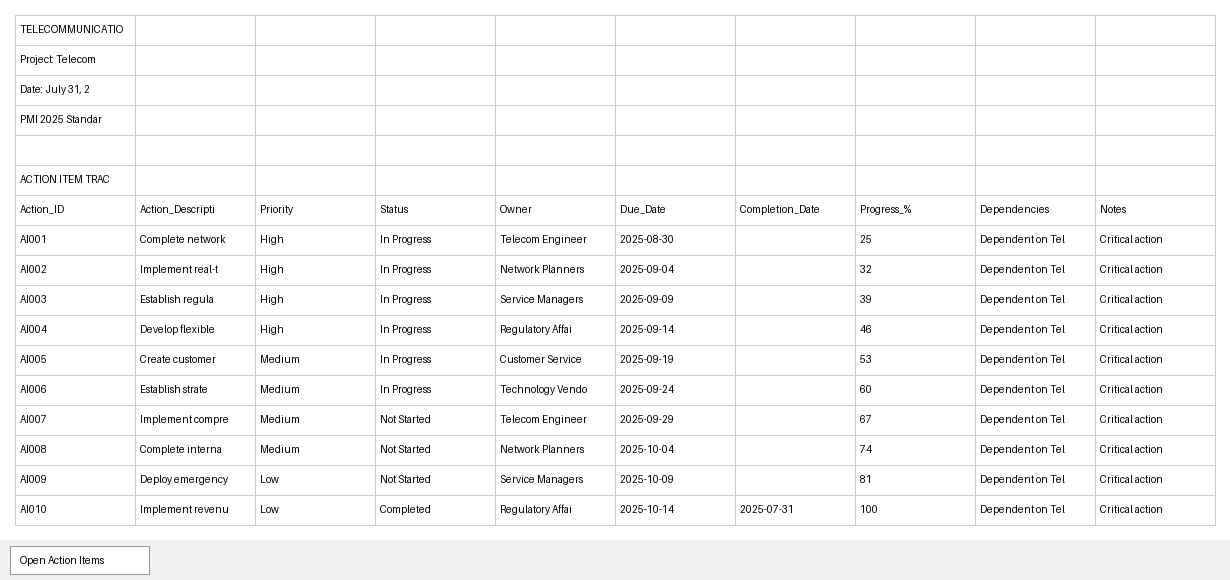 TELECOMMUNICATIO
Project: Telecom
Date: July 31, 2
PMI 2025 Standar
ACTION ITEM TRAC
Action_ID Action_Descripti Priority Status Owner Due_Date Completion_Date Progress_% Dependencies Notes
AI001 Complete network High In Progress Telecom Engineer 2025-08-30 25 Dependent on Tel Critical action
AI002 Implement real-t High In Progress Network Planners 2025-09-04 32 Dependent on Tel Critical action
AI003 Establish regula High In Progress Service Managers 2025-09-09 39 Dependent on Tel Critical action
AI004 Develop flexible High In Progress Regulatory Affai 2025-09-14 46 Dependent on Tel Critical action
AI005 Create customer Medium In Progress Customer Service 2025-09-19 53 Dependent on Tel Critical action
AI006 Establish strate Medium In Progress Technology Vendo 2025-09-24 60 Dependent on Tel Critical action
AI007 Implement compre Medium Not Started Telecom Engineer 2025-09-29 67 Dependent on Tel Critical action
AI008 Complete interna Medium Not Started Network Planners 2025-10-04 74 Dependent on Tel Critical action
AI009 Deploy emergency Low Not Started Service Managers 2025-10-09 81 Dependent on Tel Critical action
AI010 Implement revenu Low Completed Regulatory Affai 2025-10-14 2025-07-31 100 Dependent on Tel Critical action
Open Action Items